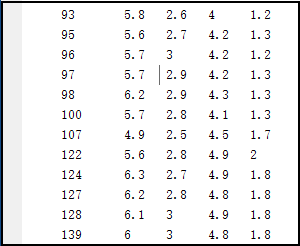 93 5.8 2.6 4 1.2
95 5.6 2.7 4.2 1.3
96 5.7 3 4.2 1.2
97 5.7 2.9 4.2 1.3
98 6.2 2.9 4.3 1.3
100 5.7 2.8 4.1 1.3
107 4.9 2.5 4.5 1.7
122 5.6 2.8 4.9 2
124 6.3 2.7 4.9 1.8
127 6.2 2.8 4.8 1.8
128 6.1 3 4.9 1.8
139 6 3 4.8 1.8